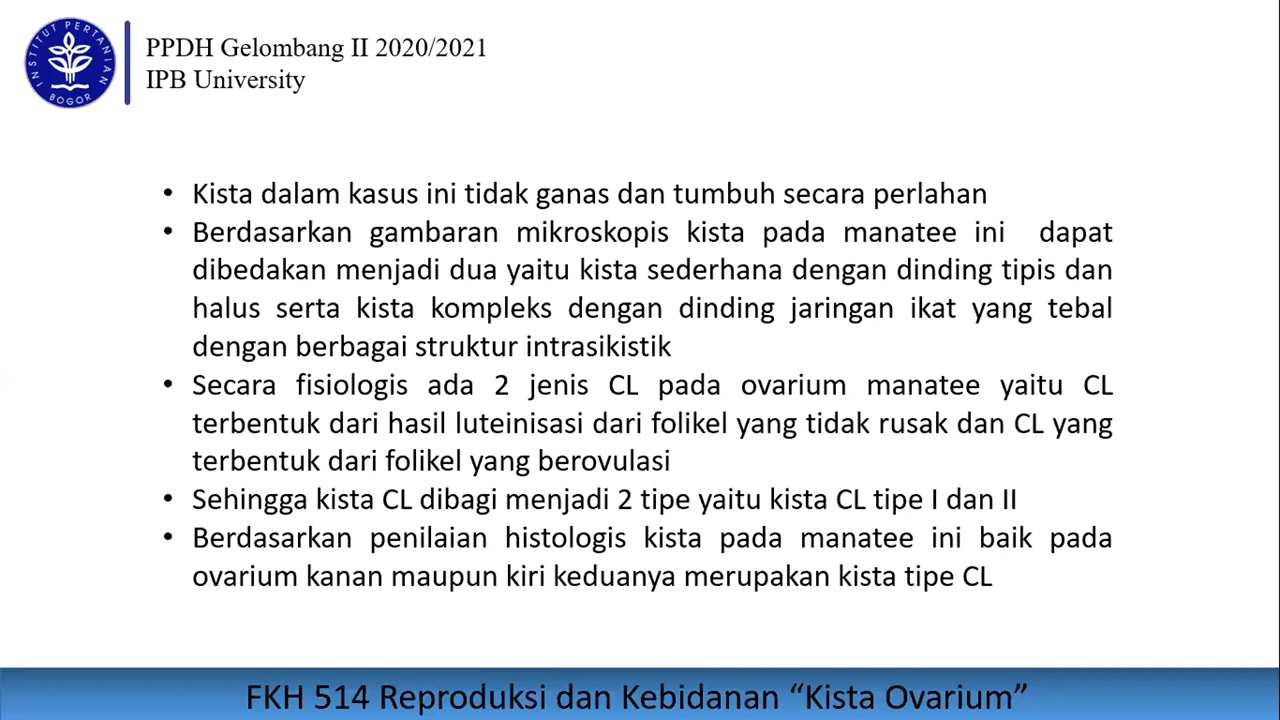 INSTITUT PERTANIAN
BOGOR
PPDH Gelombang II 2020/2021
IPB University
• Kista dalam kasus ini tidak ganas dan tumbuh secara perlahan
• Berdasarkan gambaran mikroskopis kista pada manatee ini dapat
dibedakan menjadi dua yaitu kista sederhana dengan dinding tipis dan
halus serta kista kompleks dengan dinding jaringan ikat yang tebal
dengan berbagai struktur intrasikistik
• Secara fisiologis ada 2 jenis CL pada ovarium manatee yaitu CL
terbentuk dari hasil luteinisasi dari folikel yang tidak rusak dan CL yang
terbentuk dari folikel yang berovulasi
• Sehingga kista CL dibagi menjadi 2 tipe yaitu kista CL tipe I dan II
• Berdasarkan penilaian histologis kista pada manatee ini baik pada
ovarium kanan maupun kiri keduanya merupakan kista tipe CL
FKH 514 Reproduksi dan Kebidanan “Kista Ovarium”